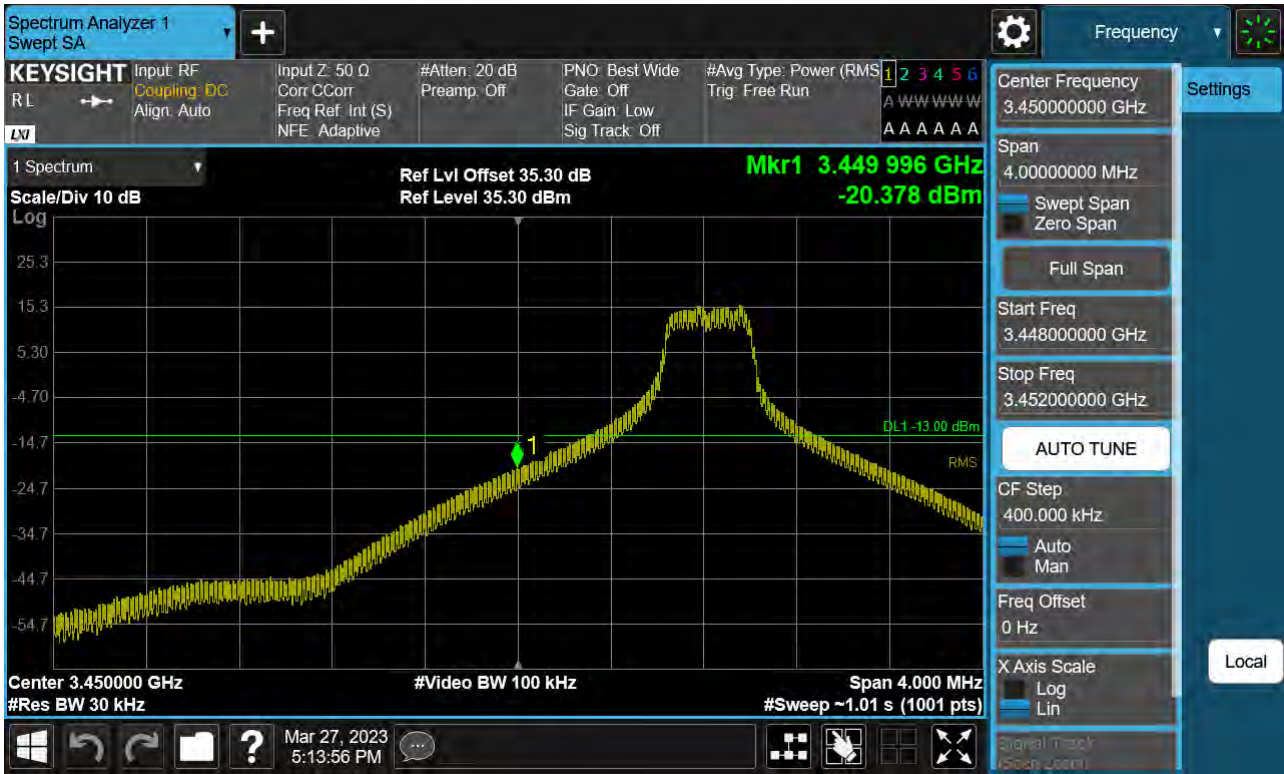 Spectrum Analyzer 1
Swept SA
+
Frequency
KEYSIGHT
RL
LXI
Input: RF
Coupling: DC
Align: Auto
Input Z: 50 Ω
Corr CCorr
Freq Ref: Int (S)
NFE: Adaptive
#Atten: 20 dB
Preamp: Off
PNO: Best Wide
Gate: Off
IF Gain: Low
Sig Track: Off
#Avg Type: Power (RMS
Trig: Free Run
1 2 3 4 5 6
A W W W W W
A A A A A A
1 Spectrum
Scale/Div 10 dB
Log
Ref Lvl Offset 35.30 dB
Ref Level 35.30 dBm
Mkr1 3.449 996 GHz
-20.378 dBm
25.3
15.3
5.30
-4.70
-14.7
-24.7
-34.7
-44.7
-54.7
1
DL1 -13.00 dBm
RMS
Center 3.450000 GHz
#Res BW 30 kHz
#Video BW 100 kHz
Span 4.000 MHz
#Sweep ~1.01 s (1001 pts)
Center Frequency
3.450000000 GHz
Settings
Span
4.00000000 MHz
Swept Span
Zero Span
Full Span
Start Freq
3.448000000 GHz
Stop Freq
3.452000000 GHz
AUTO TUNE
CF Step
400.000 kHz
Auto
Man
Freq Offset
0 Hz
X Axis Scale
Log
Lin
Signal Track
(Span Zoom)
Local
?
Mar 27, 2023
5:13:56 PM